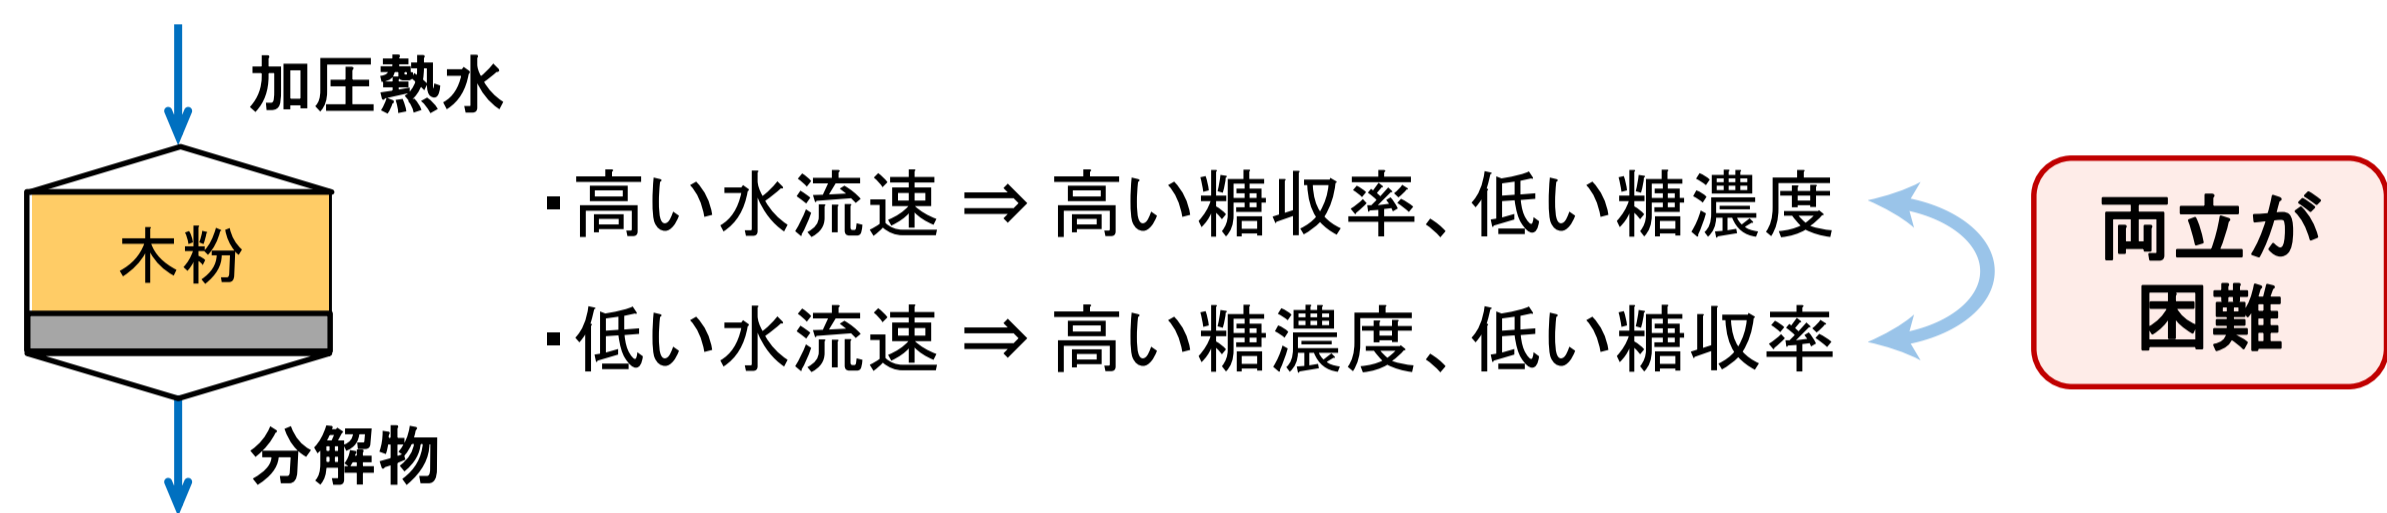 加圧熱水
木粉
分解物
・高い水流速 ⇒ 高い糖収率、低い糖濃度
・低い水流速 ⇒ 高い糖濃度、低い糖収率
両立が
困難